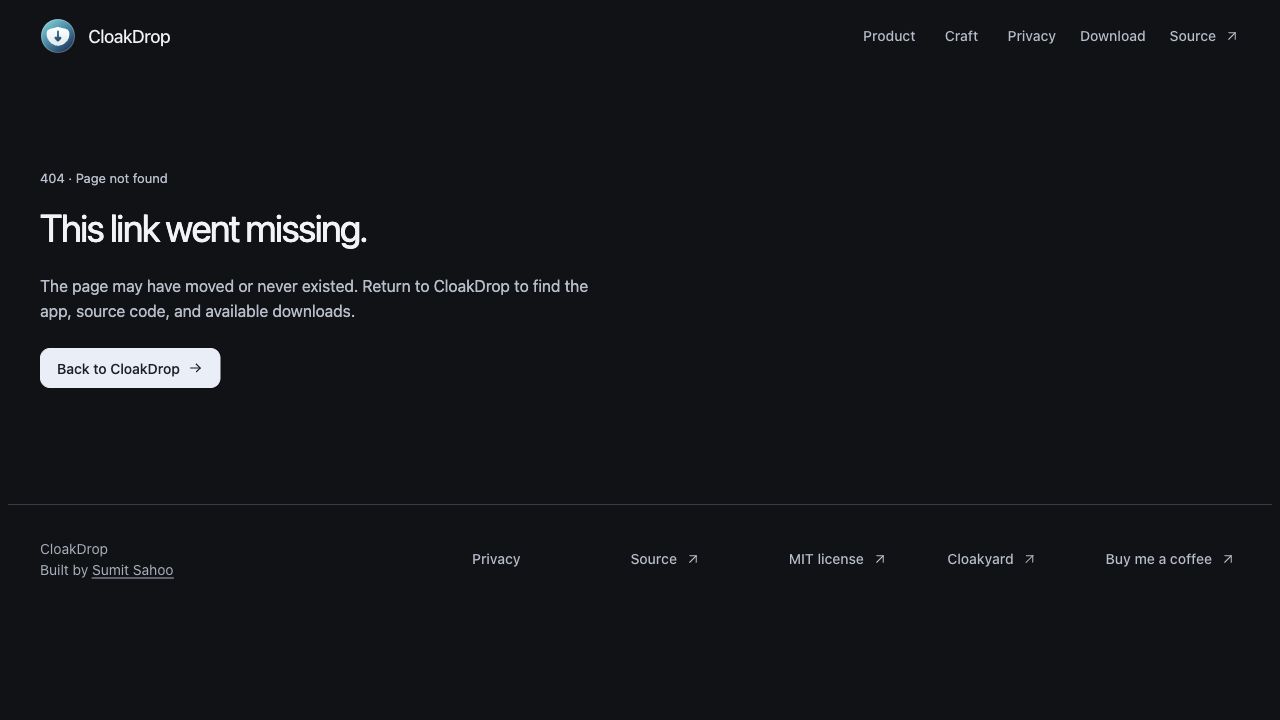 CloakDrop
Product
Craft
Privacy
Download
Source
404 · Page not found
This link went missing.
The page may have moved or never existed. Return to CloakDrop to find the
app, source code, and available downloads.
Back to CloakDrop
CloakDrop
Built by Sumit Sahoo
Privacy
Source
MIT license
Cloakyard
Buy me a coffee